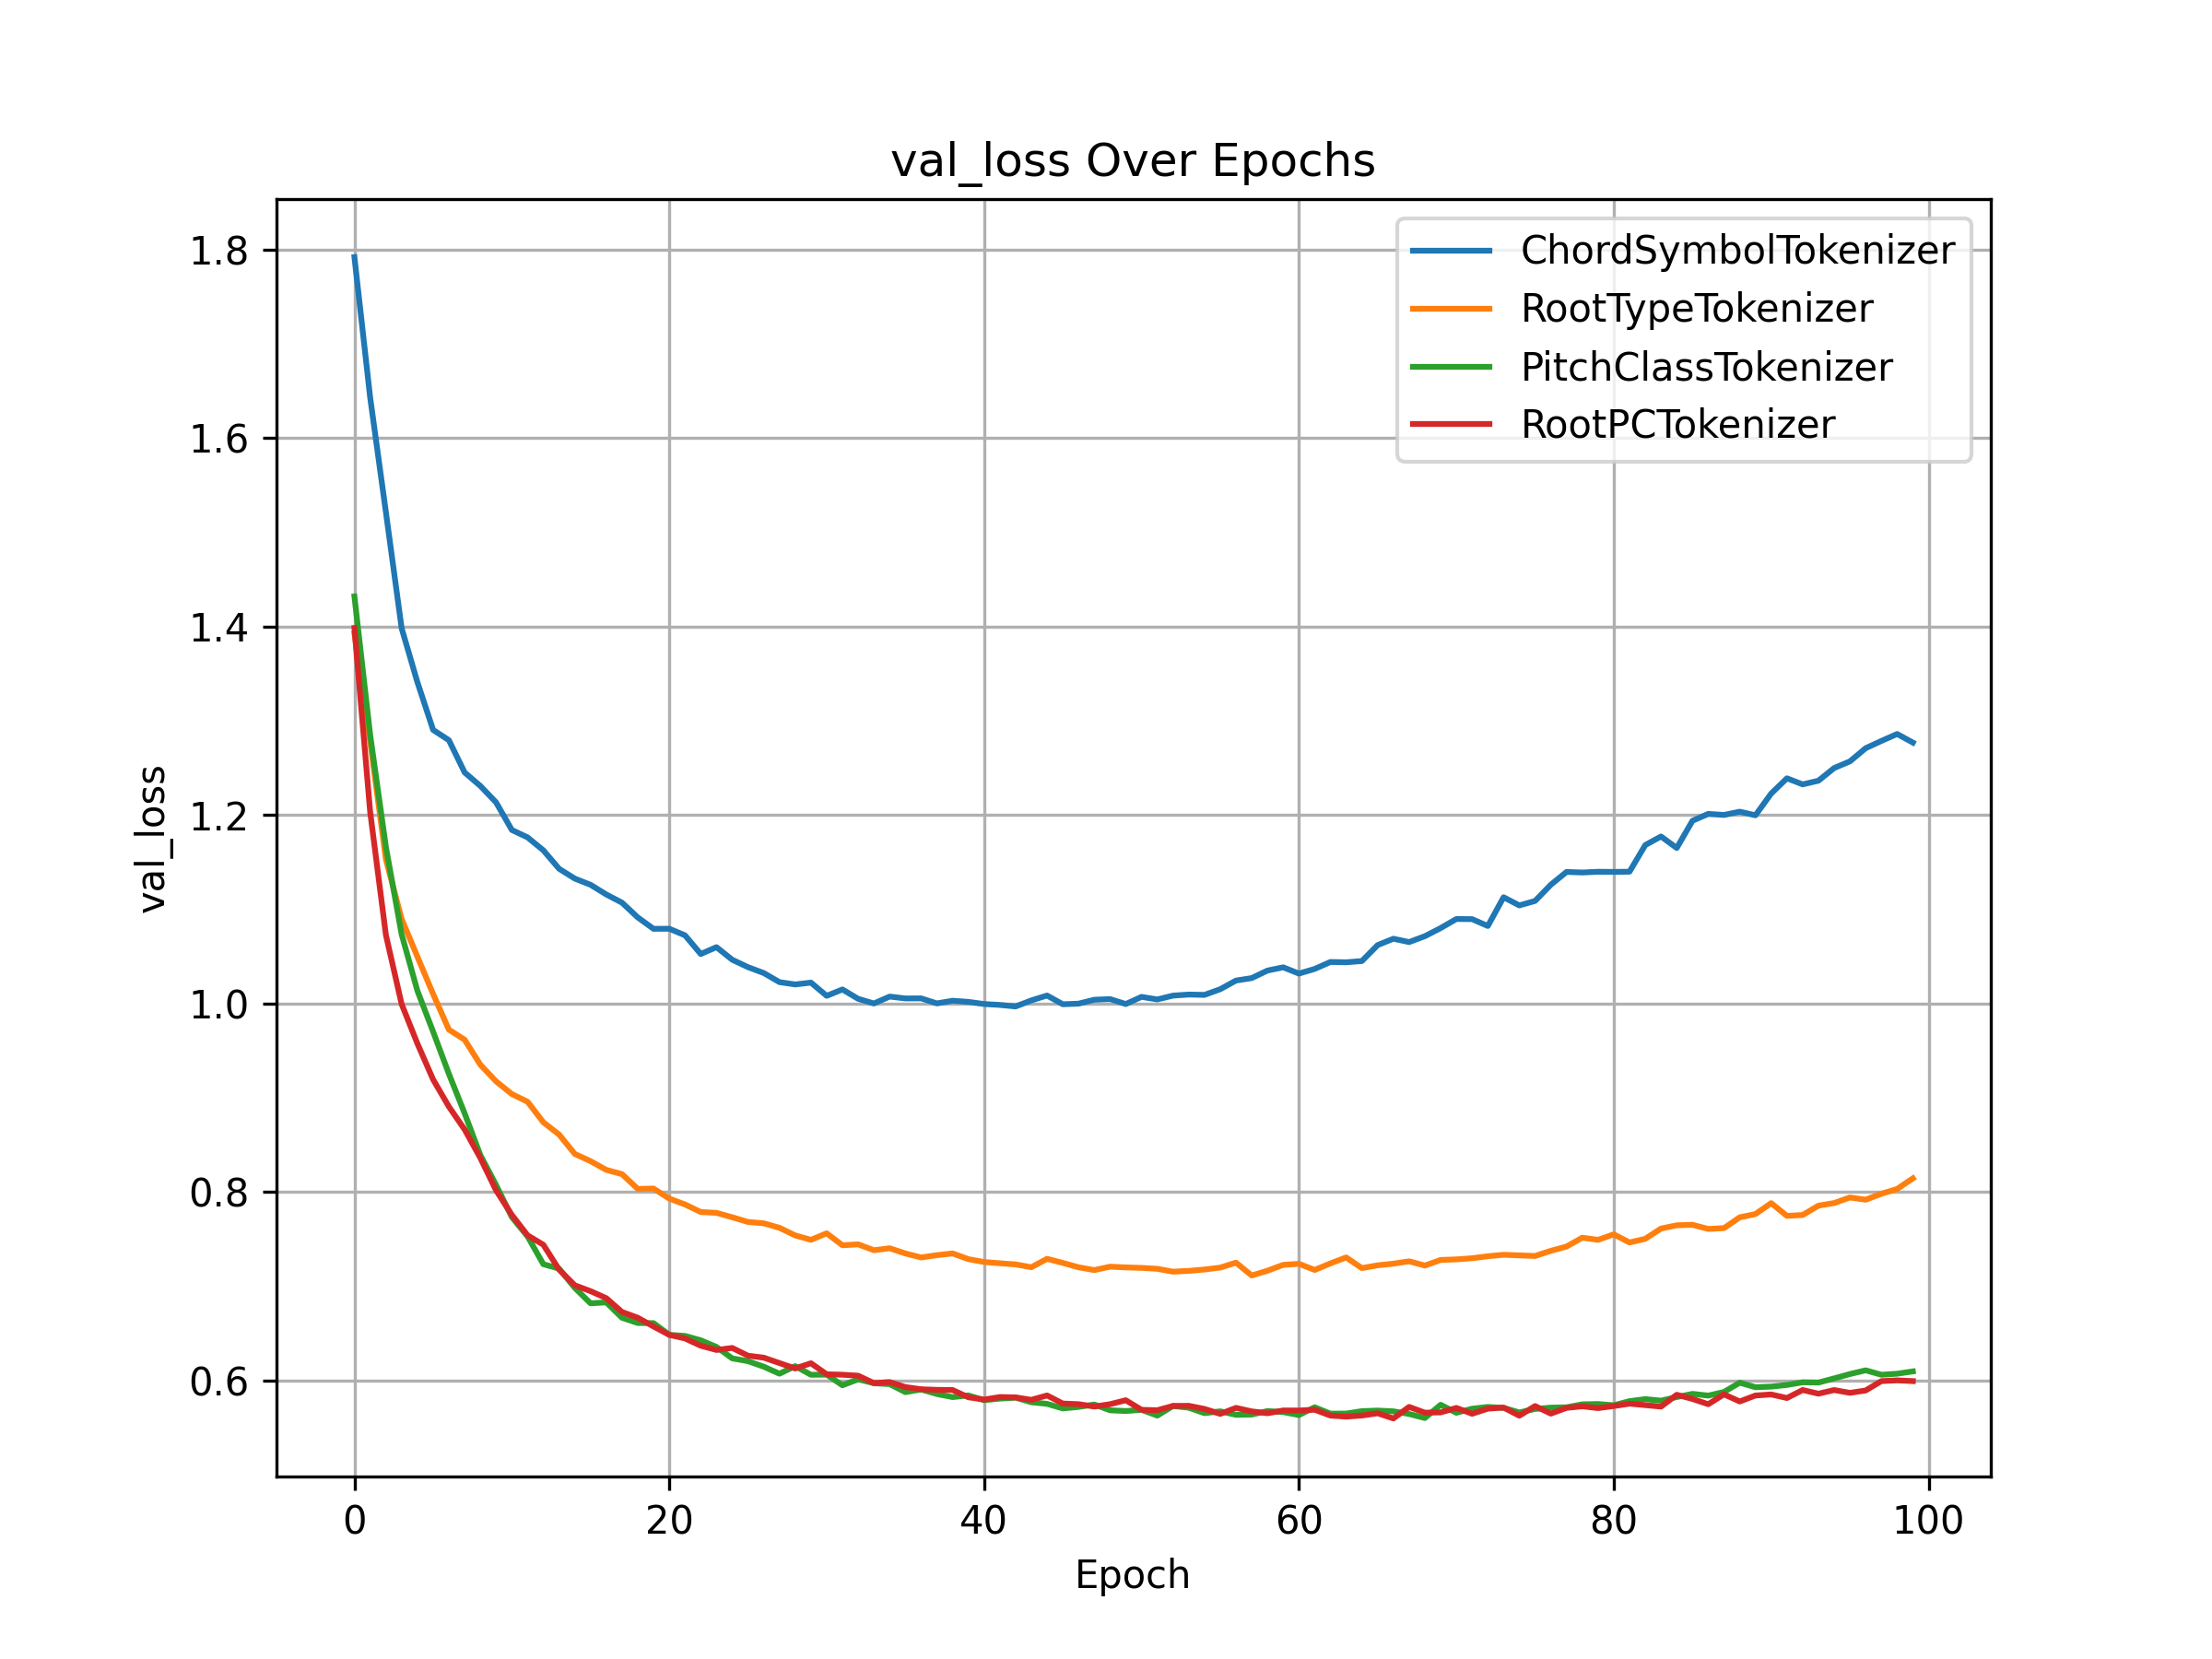 val_loss Over Epochs
ChordSymbolTokenizer
RootTypeTokenizer
PitchClassTokenizer
RootPCTokenizer
1.8
1.6
1.4
1.2
1.0
0.8
0.6
val_loss
0 20 40 60 80 100
Epoch